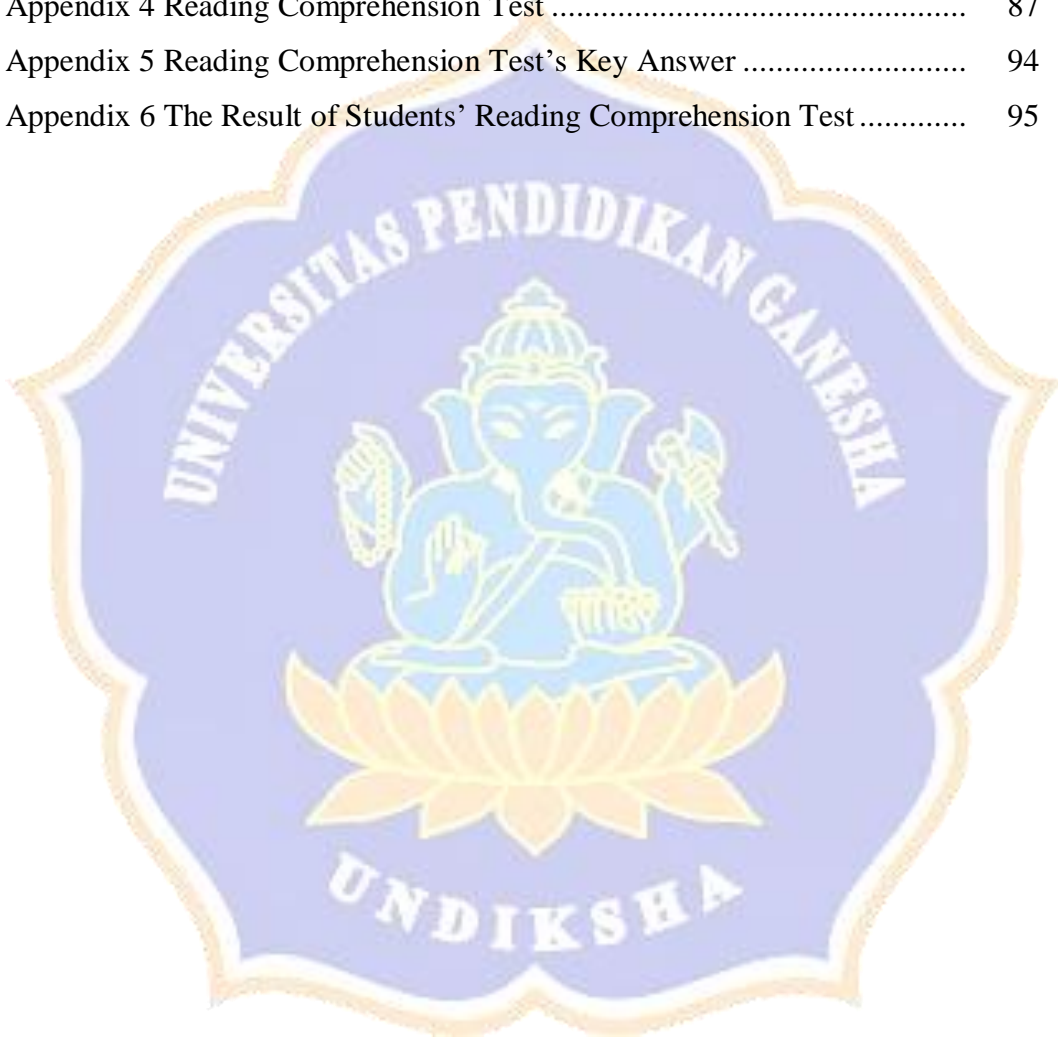 Appendix 4 Reading Comprehension Test ......................................... 87
Appendix 5 Reading Comprehension Test’s Key Answer ......................... 94
Appendix 6 The Result of Students’ Reading Comprehension Test ............. 95
UNIVERSITAS PENDIDIKAN GANESHA
UNDIKSHA